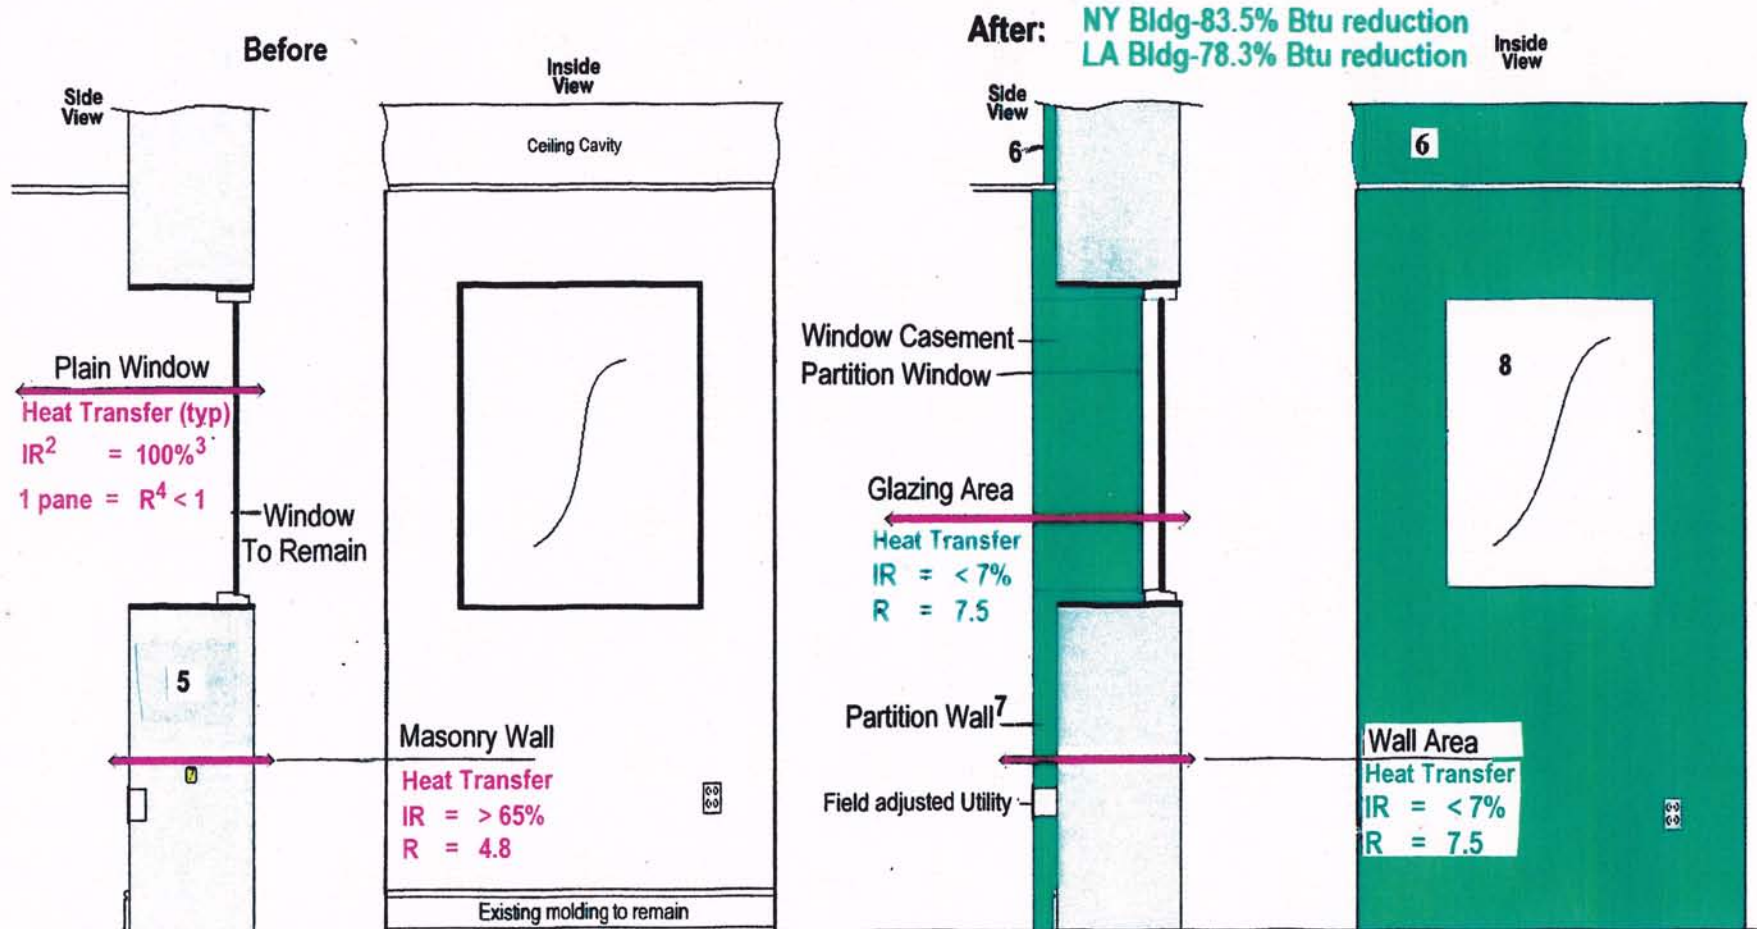 Before
Side
View
Inside
View
Ceiling Cavity
Plain Window
Heat Transfer (typ)
IR² = 100%³
1 pane = R⁴ < 1
Window
To Remain
5
Masonry Wall
Heat Transfer
IR = > 65%
R = 4.8
Existing molding to remain
After:
NY Bldg-83.5% Btu reduction
LA Bldg-78.3% Btu reduction
Inside
View
Side
View
6
6
Window Casement
Partition Window
8
Glazing Area
Heat Transfer
IR = < 7%
R = 7.5
Partition Wall⁷
Field adjusted Utility
Wall Area
Heat Transfer
IR = < 7%
R = 7.5